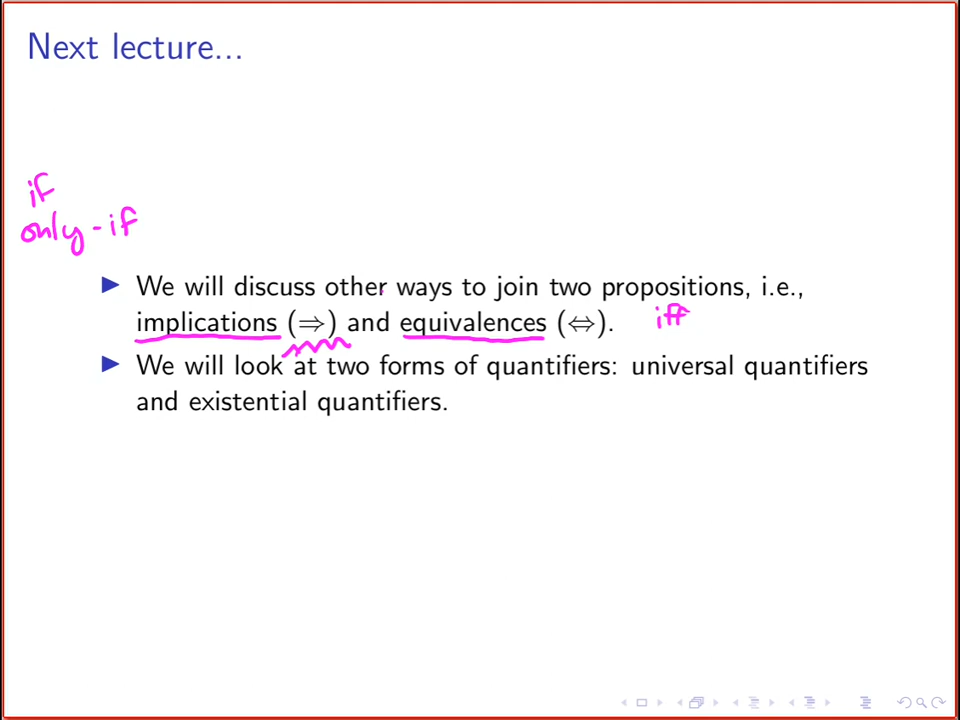 Next lecture...
if
only-if
▶ We will discuss other ways to join two propositions, i.e.,
implications (⇒) and equivalences (⇔). iff
▶ We will look at two forms of quantifiers: universal quantifiers
and existential quantifiers.